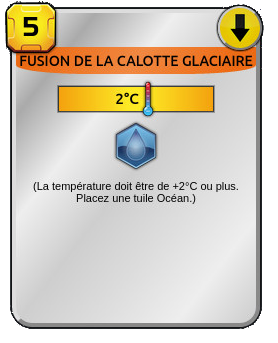 5
FUSION DE LA CALOTTE GLACIAIRE
2°C
(La température doit être de +2°C ou plus.
Placez une tuile Océan.)